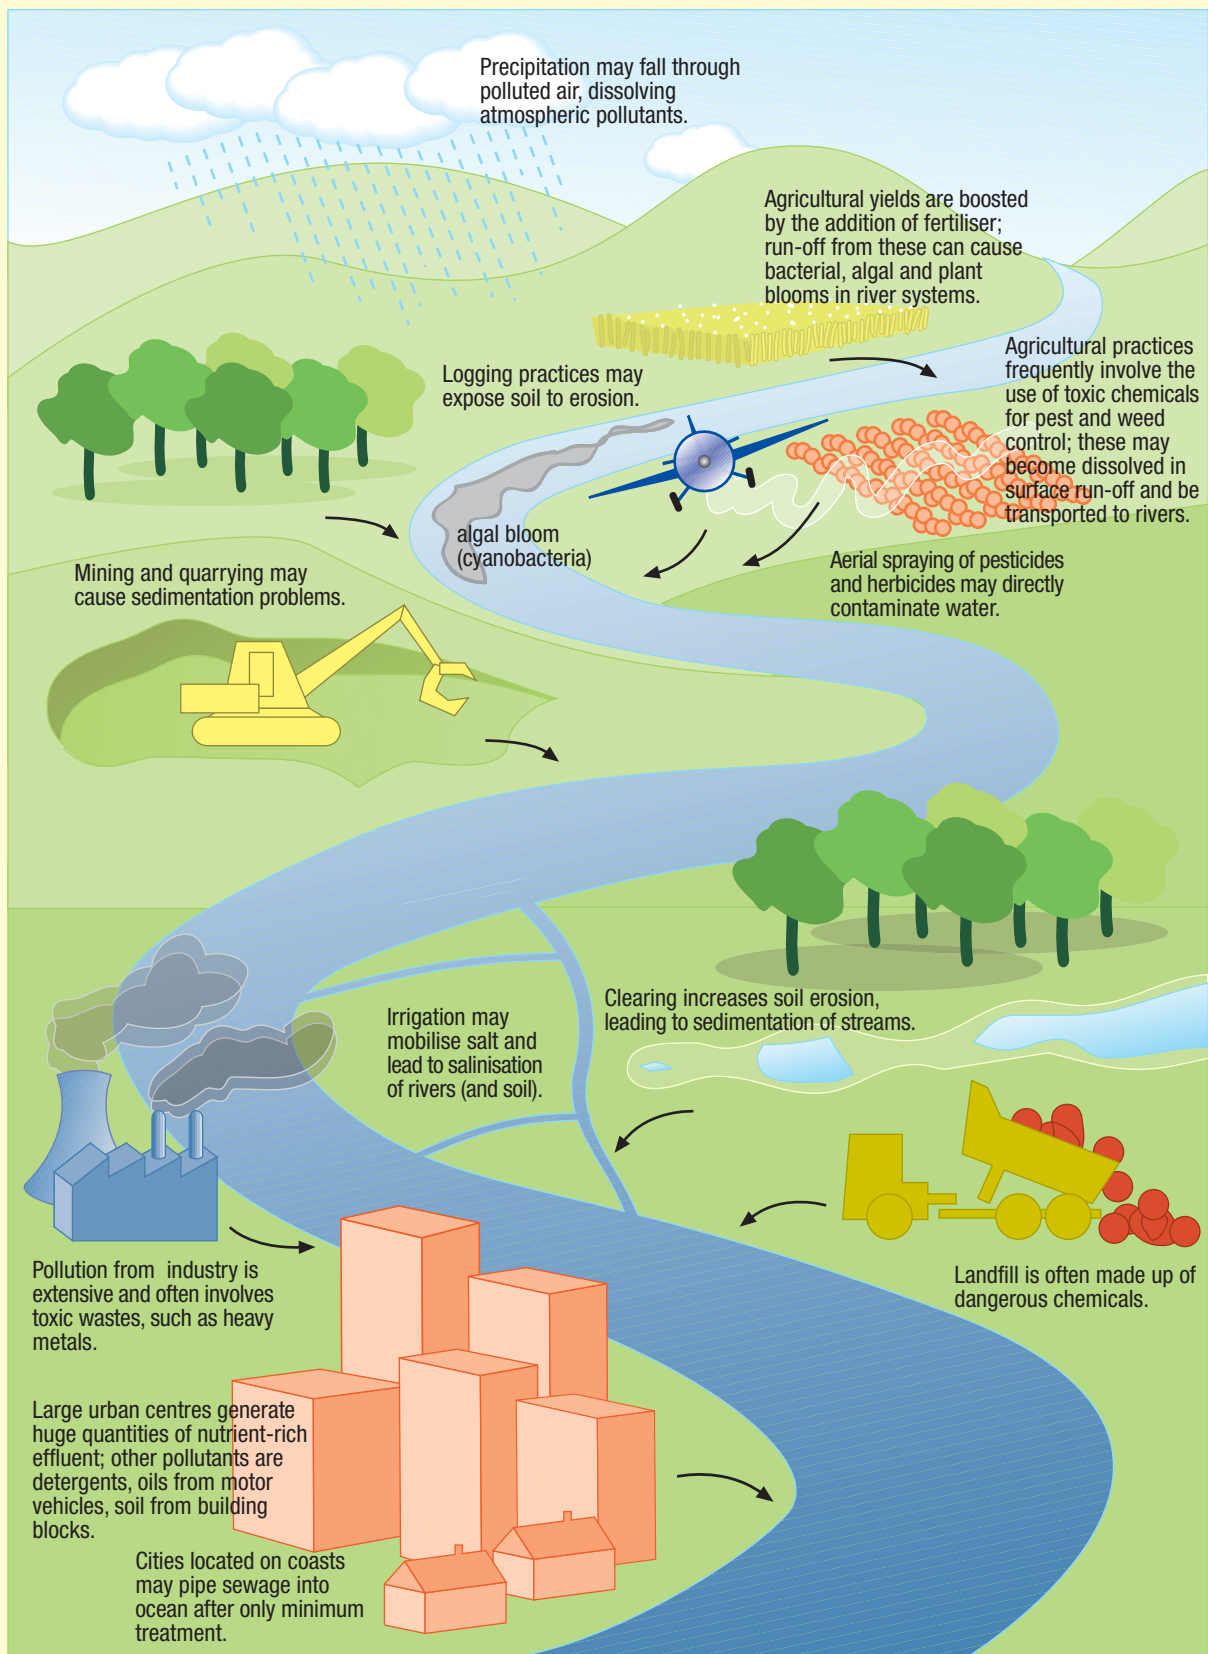 Precipitation may fall through
polluted air, dissolving
atmospheric pollutants.
Agricultural yields are boosted
by the addition of fertiliser;
run-off from these can cause
bacterial, algal and plant
blooms in river systems.
Agricultural practices
frequently involve the
use of toxic chemicals
for pest and weed
control; these may
become dissolved in
surface run-off and be
transported to rivers.
Logging practices may
expose soil to erosion.
algal bloom
(cyanobacteria)
Aerial spraying of pesticides
and herbicides may directly
contaminate water.
Mining and quarrying may
cause sedimentation problems.
Clearing increases soil erosion,
leading to sedimentation of streams.
Irrigation may
mobilise salt and
lead to salinisation
of rivers (and soil).
Pollution from industry is
extensive and often involves
toxic wastes, such as heavy
metals.
Landfill is often made up of
dangerous chemicals.
Large urban centres generate
huge quantities of nutrient-rich
effluent; other pollutants are
detergents, oils from motor
vehicles, soil from building
blocks.
Cities located on coasts
may pipe sewage into
ocean after only minimum
treatment.